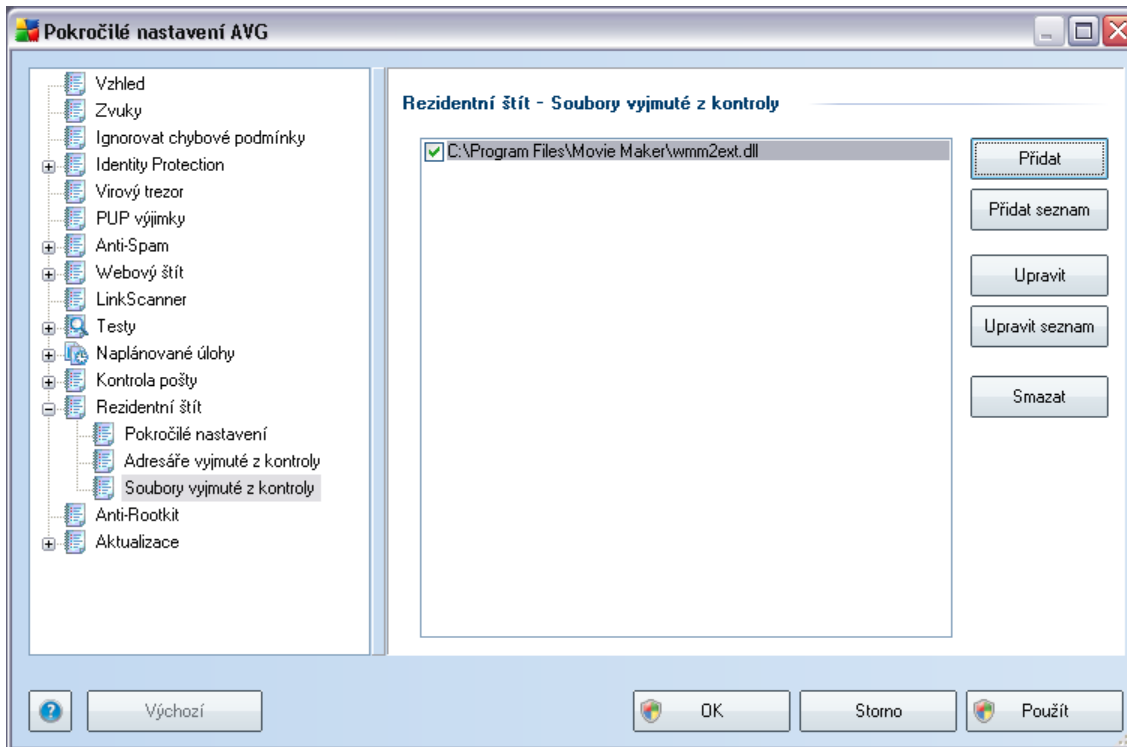 Pokročilé nastavení AVG
Vzhled
Zvuky
Ignorovat chybové podmínky
Identity Protection
Virový trezor
PUP výjimky
Anti-Spam
Webový štít
LinkScanner
Testy
Naplánované úlohy
Kontrola pošty
Rezidentní štít
Pokročilé nastavení
Adresáře vyjmuté z kontroly
Soubory vyjmuté z kontroly
Anti-Rootkit
Aktualizace
Rezidentní štít - Soubory vyjmuté z kontroly
C:\Program Files\Movie Maker\wmm2ext.dll
Přidat
Přidat seznam
Upravit
Upravit seznam
Smazat
Výchozí
OK
Storno
Použít